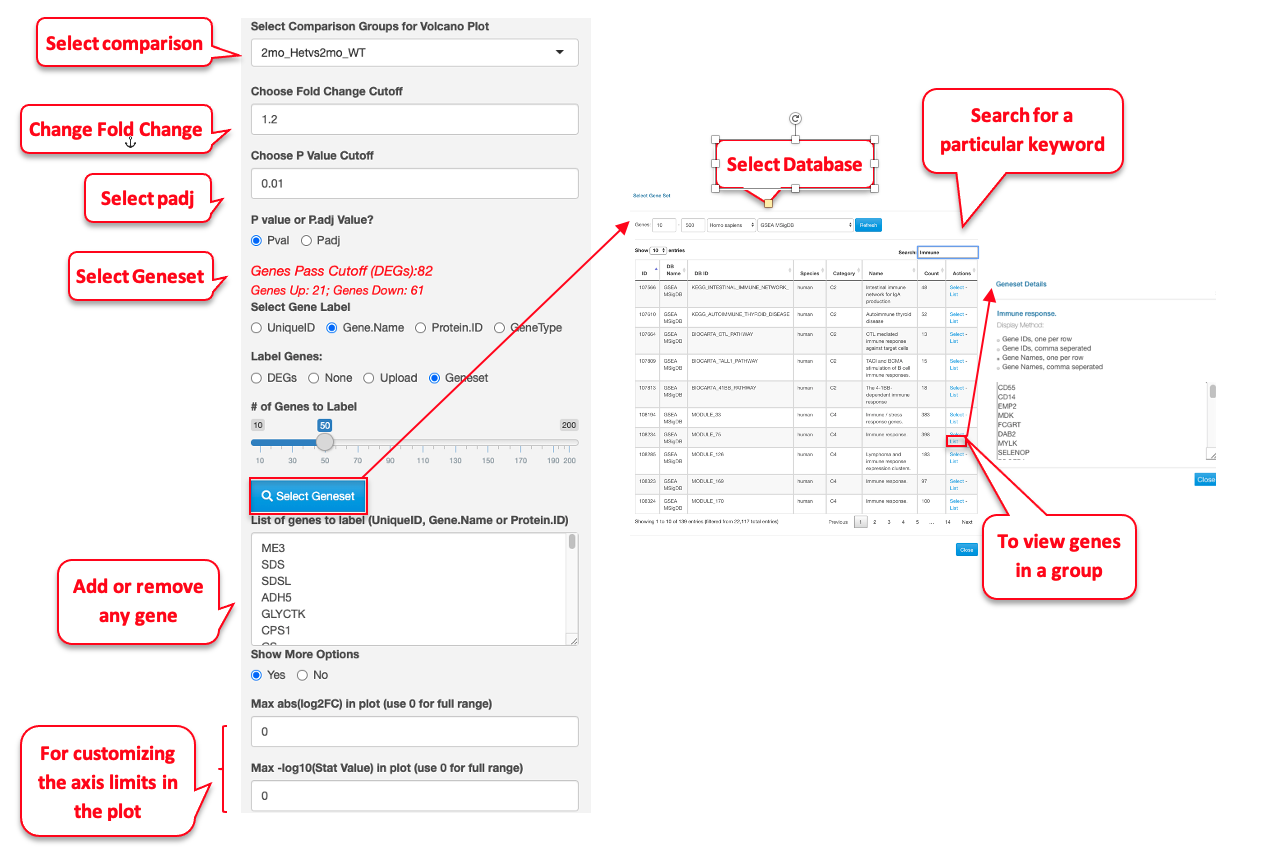 Select comparison
Change Fold Change
Select padj
Select Geneset
Add or remove
any gene
For customizing
the axis limits in
the plot
Select Comparison Groups for Volcano Plot
2mo_Hetvs2mo_WT
Choose Fold Change Cutoff
1.2
Choose P Value Cutoff
0.01
P value or P.adj Value?
Pval Padj
Genes Pass Cutoff (DEGs):82
Genes Up: 21; Genes Down: 61
Select Gene Label
UniqueID Gene.Name Protein.ID GeneType
Label Genes:
DEGs None Upload Geneset
# of Genes to Label
10 50 200
10 30 50 70 90 110 130 150 170 190 200
Select Geneset
List of genes to label (UniqueID, Gene.Name or Protein.ID)
ME3
SDS
SDSL
ADH5
GLYCTK
CPS1
Show More Options
Yes No
Max abs(log2FC) in plot (use 0 for full range)
0
Max -log10(Stat Value) in plot (use 0 for full range)
0
Select Database
Search for a
particular keyword
To view genes
in a group
Select Gene Set
Genes: 10 - 500 Homo sapiens GSEA MSigDB Refresh
Show 10 entries
Search: Immune
ID DB Name DB ID Species Category Name Count Actions
107566 GSEA MSigDB KEGG_INTESTINAL_IMMUNE_NETWORK_ human C2 Intestinal immune network for IgA production 48 Select - List
107610 GSEA MSigDB KEGG_AUTOIMMUNE_THYROID_DISEASE human C2 Autoimmune thyroid disease 52 Select - List
107664 GSEA MSigDB BIOCARTA_CTL_PATHWAY human C2 CTL mediated immune response against target cells 13 Select - List
107809 GSEA MSigDB BIOCARTA_TALL1_PATHWAY human C2 TACI and BCMA stimulation of B cell immune responses. 15 Select - List
107813 GSEA MSigDB BIOCARTA_41BB_PATHWAY human C2 The 4-1BB-dependent immune response 18 Select - List
GSEA MSigDB MODULE_38 human C4 Immune / stress response genes. Select - List
108234 GSEA MSigDB MODULE_75 human C4 Immune response. Select - List
GSEA MSigDB MODULE_126 human C4 Lymphoma and immune response expression clusters. Select - List
108323 GSEA MSigDB MODULE_169 human C4 Immune response. 97 Select - List
108324 GSEA MSigDB MODULE_170 human C4 Immune response. 100 Select - List
Showing 1 to 10 of 139 entries (filtered from 22,117 total entries)
Previous 1 2 3 4 5 ... 14 Next
Close
Geneset Details
Immune response.
Display Method:
Gene IDs, one per row
Gene IDs, comma seperated
Gene Names, one per row
Gene Names, comma seperated
CD55
CD14
EMP2
MDK
FCGRT
DAB2
MYLK
SELENOP
Close